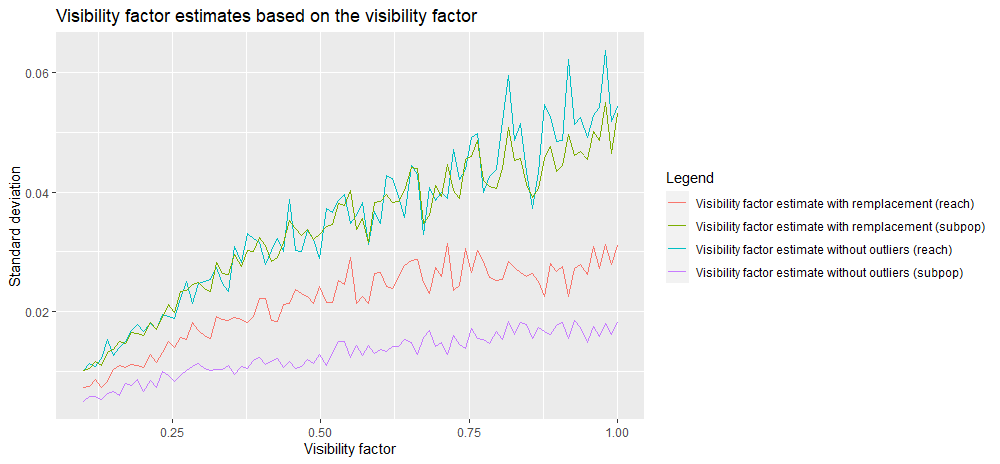 Visibility factor estimates based on the visibility factor
0.06
0.04
0.02
Standard deviation
0.25
0.50
0.75
1.00
Visibility factor
Legend
Visibility factor estimate with remplacement (reach)
Visibility factor estimate with remplacement (subpop)
Visibility factor estimate without outliers (reach)
Visibility factor estimate without outliers (subpop)